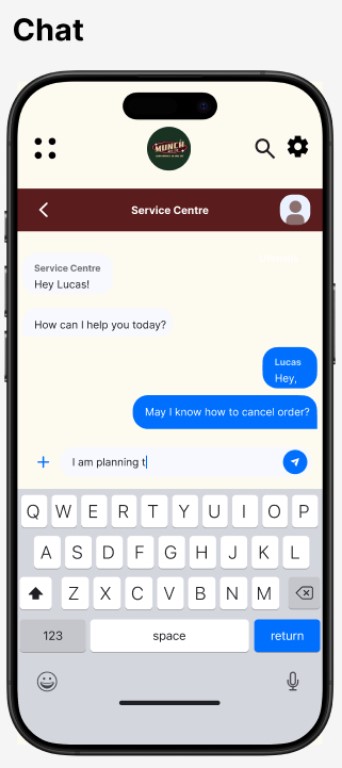 Chat
MUNCH
Service Centre
Service Centre
Hey Lucas!
How can I help you today?
Lucas
Hey,
May I know how to cancel order?
I am planning t
Q W E R T Y U I O P
A S D F G H J K L
Z X C V B N M
123 space return